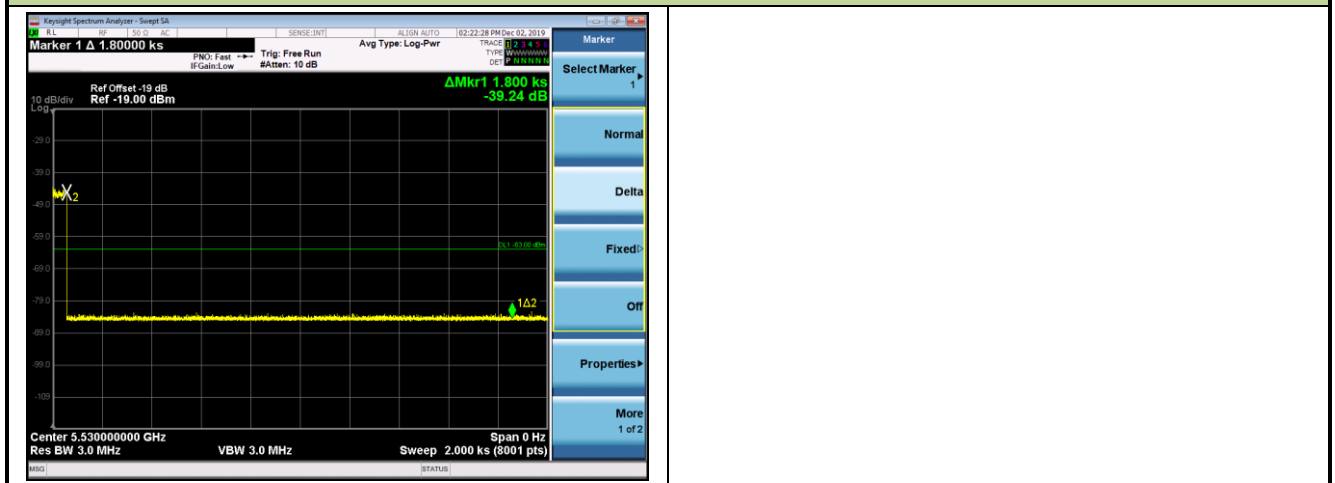 Keysight Spectrum Analyzer - Swept SA
RL RF 50 Ω AC SENSE:INT ALIGN AUTO 02:22:28 PM Dec 02, 2019
Marker 1 Δ 1.80000 ks
PNO: Fast
IFGain:Low
Trig: Free Run
#Atten: 10 dB
Avg Type: Log-Pwr
TRACE 1 2 3 4 5 6
TYPE W
DET P N N N N N
Marker
Select Marker
1
Normal
Delta
Fixed
Off
Properties
More
1 of 2
ΔMkr1 1.800 ks
-39.24 dB
Ref Offset -19 dB
10 dB/div Ref -19.00 dBm
Log
-29.0
-39.0
-49.0
-59.0
-69.0
-79.0
-89.0
-99.0
-109
2
DL1 -63.00 dBm
1Δ2
Center 5.530000000 GHz Span 0 Hz
Res BW 3.0 MHz VBW 3.0 MHz Sweep 2.000 ks (8001 pts)
MSG STATUS